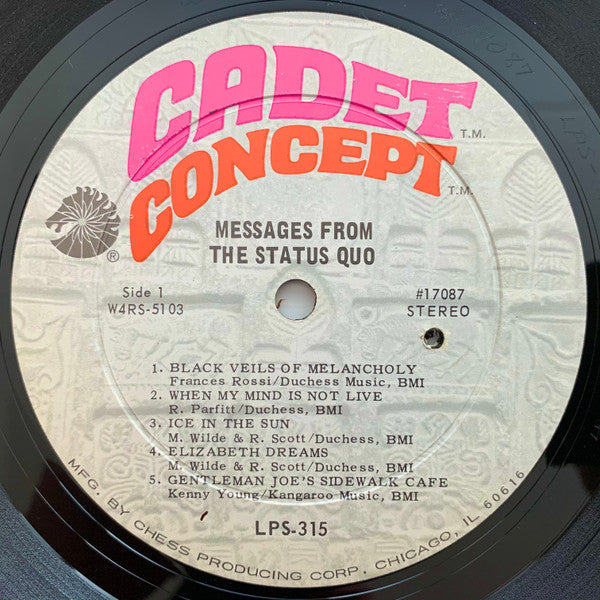 CADET T.M.
CONCEPT T.M.
®
MESSAGES FROM
THE STATUS QUO
Side 1
W4RS-5103
#17087
STEREO
1. BLACK VEILS OF MELANCHOLY
Frances Rossi/Duchess Music, BMI
2. WHEN MY MIND IS NOT LIVE
R. Parfitt/Duchess, BMI
3. ICE IN THE SUN
M. Wilde & R. Scott/Duchess, BMI
4. ELIZABETH DREAMS
M. Wilde & R. Scott/Duchess, BMI
5. GENTLEMAN JOE'S SIDEWALK CAFE
Kenny Young/Kangaroo Music, BMI
LPS-315
MFG. BY CHESS PRODUCING CORP. CHICAGO, IL 60616